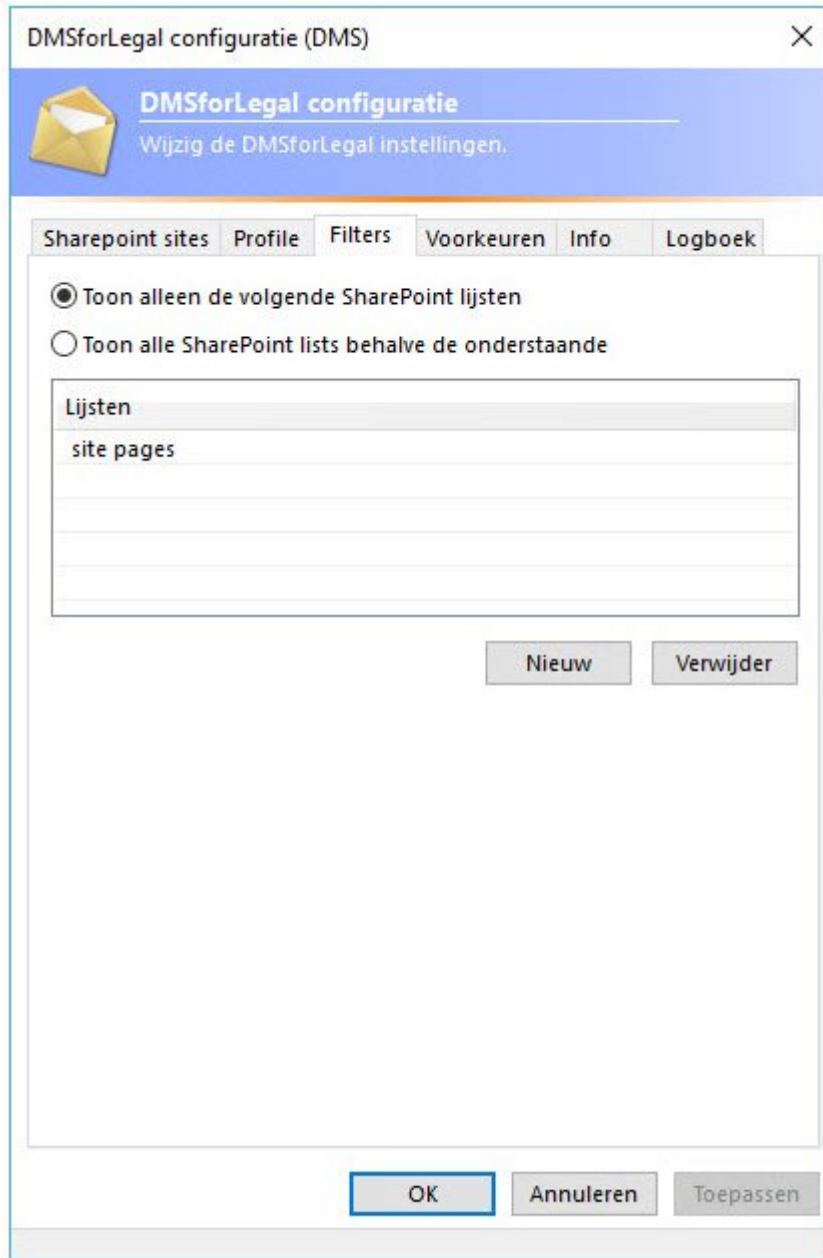 DMSforLegal configuratie (DMS)
DMSforLegal configuratie
Wijzig de DMSforLegal instellingen.
Sharepoint sites Profile Filters Voorkeuren Info Logboek
Toon alleen de volgende SharePoint lijsten
Toon alle SharePoint lists behalve de onderstaande
Lijsten
site pages
Nieuw Verwijder
OK Annuleren Toepassen